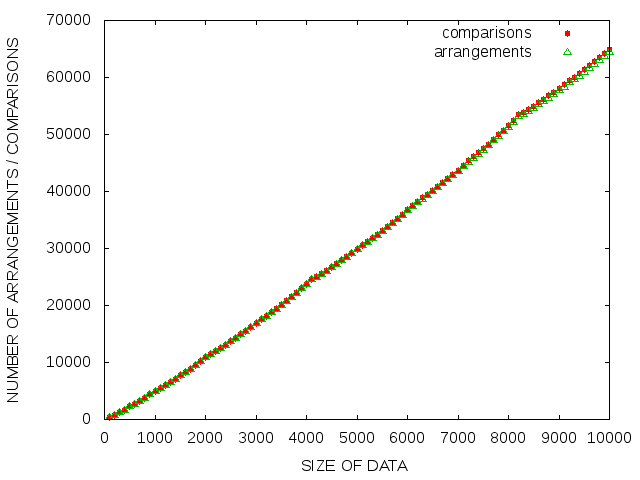 70000
60000
50000
40000
30000
20000
10000
0
NUMBER OF ARRANGEMENTS / COMPARISONS
comparisons
arrangements
0 1000 2000 3000 4000 5000 6000 7000 8000 9000 10000
SIZE OF DATA